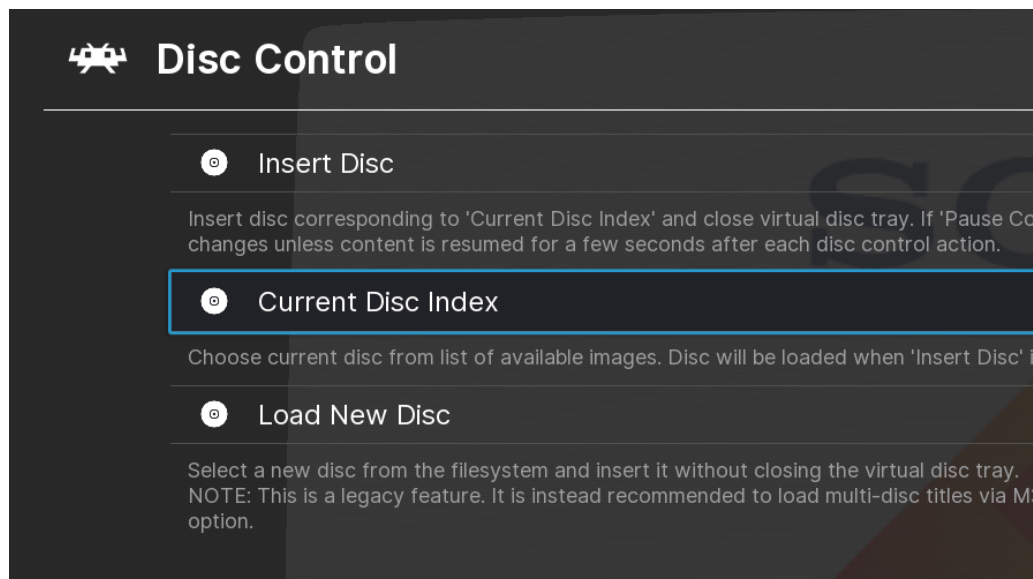 Disc Control
Insert Disc
Insert disc corresponding to 'Current Disc Index' and close virtual disc tray. If 'Pause
changes unless content is resumed for a few seconds after each disc control action.
Current Disc Index
Choose current disc from list of available images. Disc will be loaded when 'Insert Disc'
Load New Disc
Select a new disc from the filesystem and insert it without closing the virtual disc tray.
NOTE: This is a legacy feature. It is instead recommended to load multi-disc titles via
option.